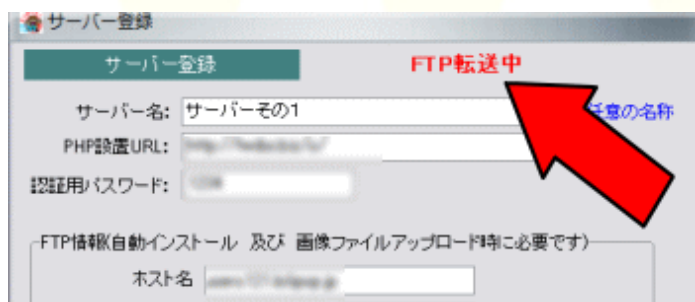 サーバー登録
サーバー登録 FTP転送中
サーバー名: サーバーその1 任意の名称
PHP設置URL:
認証用パスワード:
FTP情報(自動インストール 及び 画像ファイルアップロード時に必要です)
ホスト名